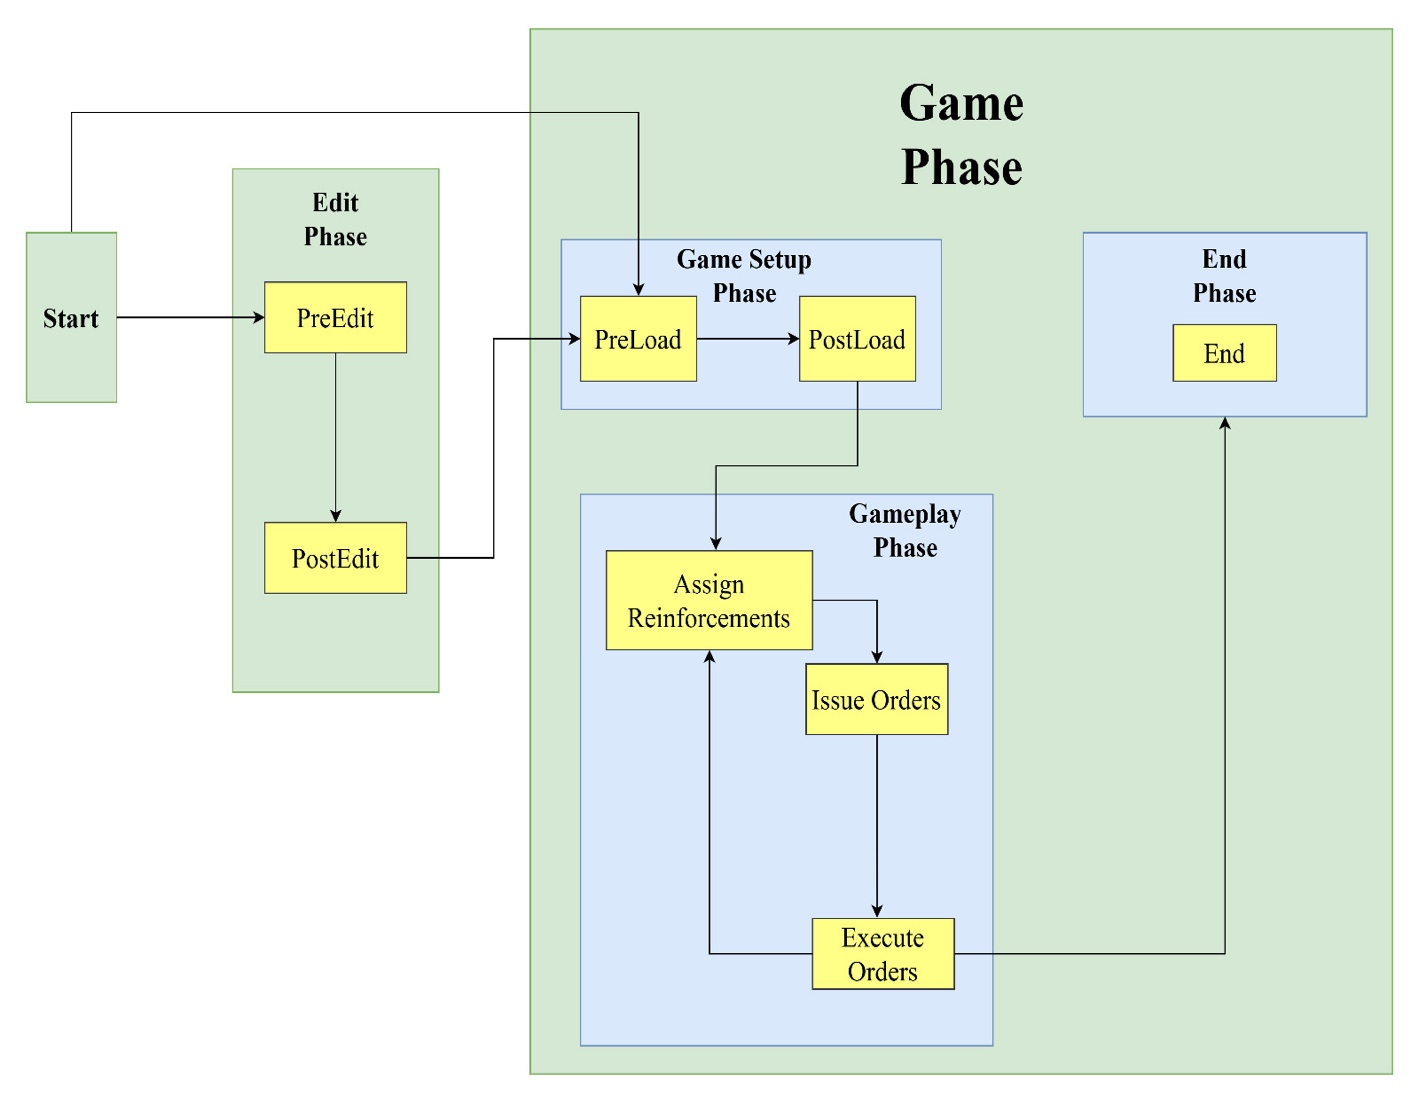 Game
Phase
Edit
Phase
Start
PreEdit
PostEdit
Game Setup
Phase
PreLoad
PostLoad
End
Phase
End
Gameplay
Phase
Assign
Reinforcements
Issue Orders
Execute
Orders